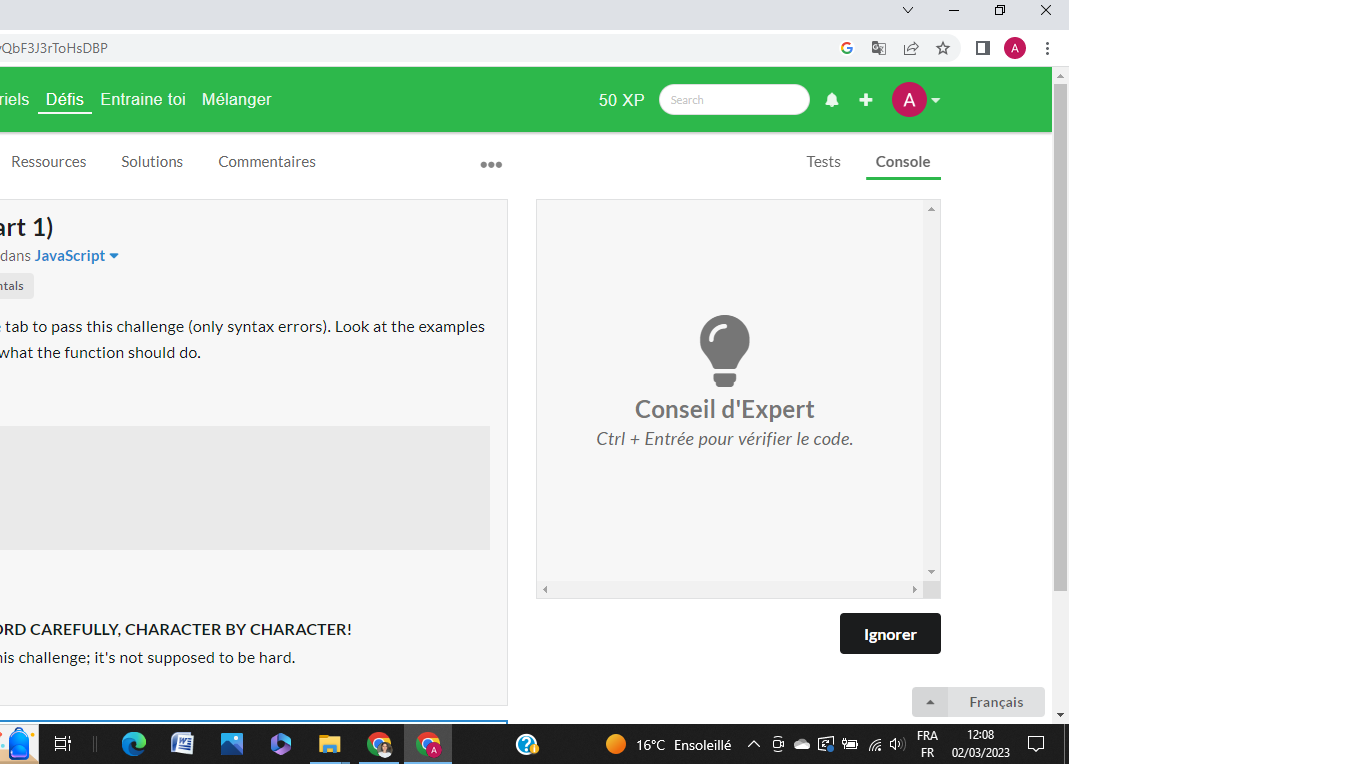 yQbF3J3rToHsDBP
A
riels Défis Entraine toi Mélanger
50 XP Search A
Ressources Solutions Commentaires
Tests Console
art 1)
dans JavaScript
ntals
tab to pass this challenge (only syntax errors). Look at the examples
what the function should do.
Conseil d'Expert
Ctrl + Entrée pour vérifier le code.
ORD CAREFULLY, CHARACTER BY CHARACTER!
his challenge; it's not supposed to be hard.
Ignorer
Français
16°C Ensoleillé
FRA
FR
12:08
02/03/2023